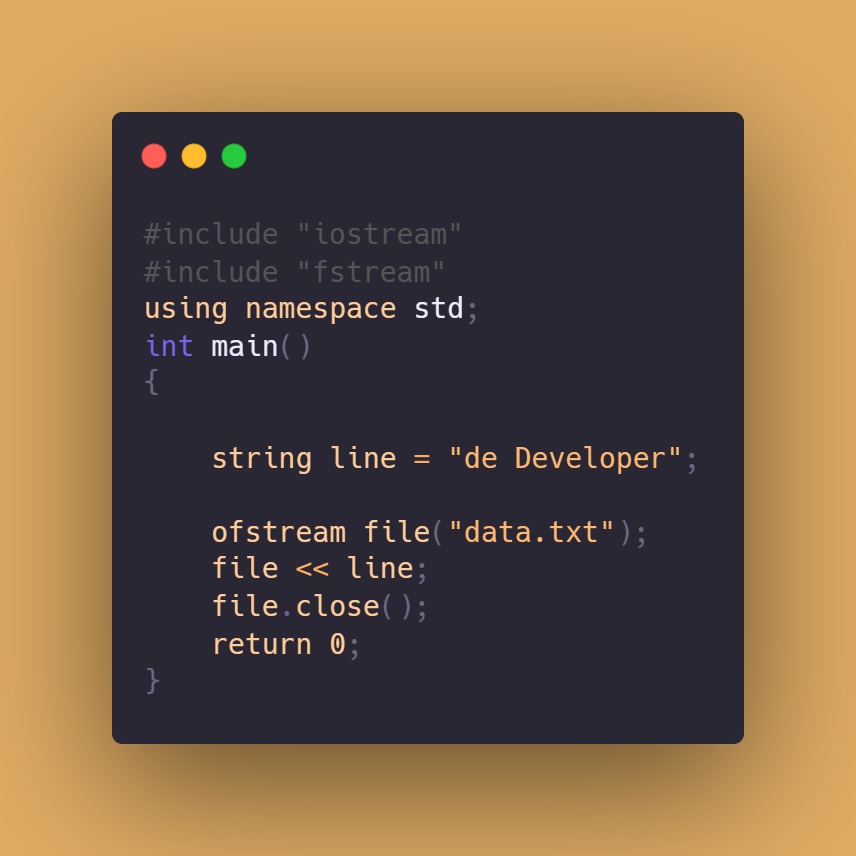 #include "iostream"
#include "fstream"
using namespace std;
int main()
{
string line = "de Developer";
ofstream file("data.txt");
file << line;
file.close();
return 0;
}